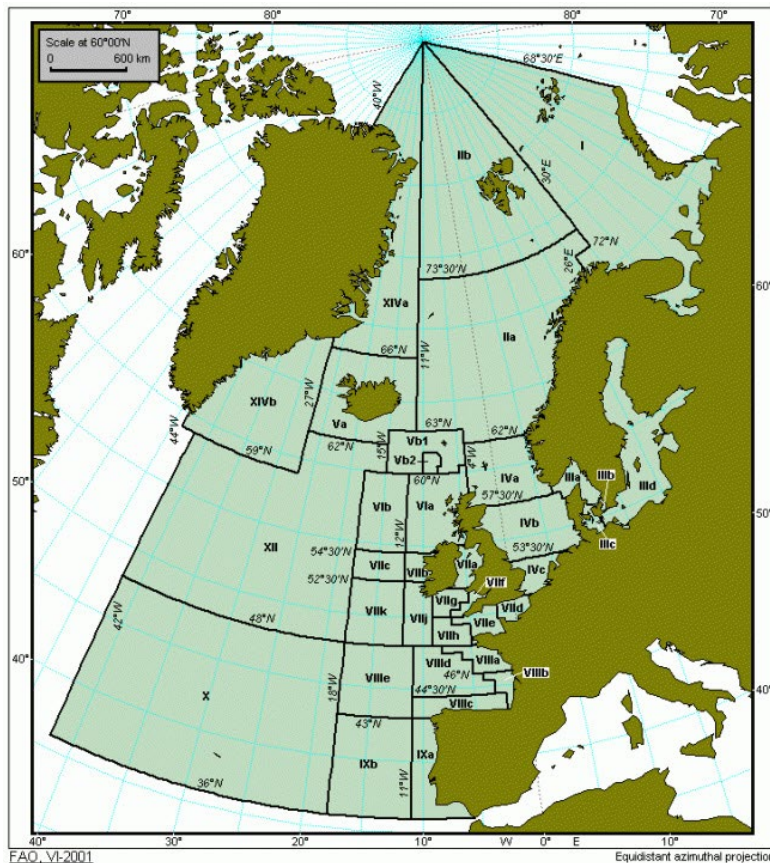 70°
80°
80°
70°
Scale at 60°00'N
0 600 km
68°30'E
40°W
I
IIb
30°E
72°N
26°E
60°
73°30'N
60°
XIVa
IIa
11°W
66°N
27°W
XIVb
Va
63°N
62°N
44°W
62°N
15°W
Vb1
4°W
59°N
Vb2
60°N
IVa
IIIa
IIIb
IIId
50°
57°30'N
50°
VIb
VIa
IVb
IIIc
12°W
XII
54°30'N
53°30'N
VIIc
VIIb
VIIa
VIIf
IVc
52°30'N
VIIg
VIIk
VIIj
VIId
VIIe
48°N
VIIh
42°W
40°
VIIIe
VIIId
VIIIa
46°N
VIIIb
44°30'N
40°
X
18°W
VIIIc
43°N
IXb
IXa
11°W
36°N
40°
30°
20°
10°
W 0° E
10°
FAO, VI-2001
Equidistant azimuthal projection